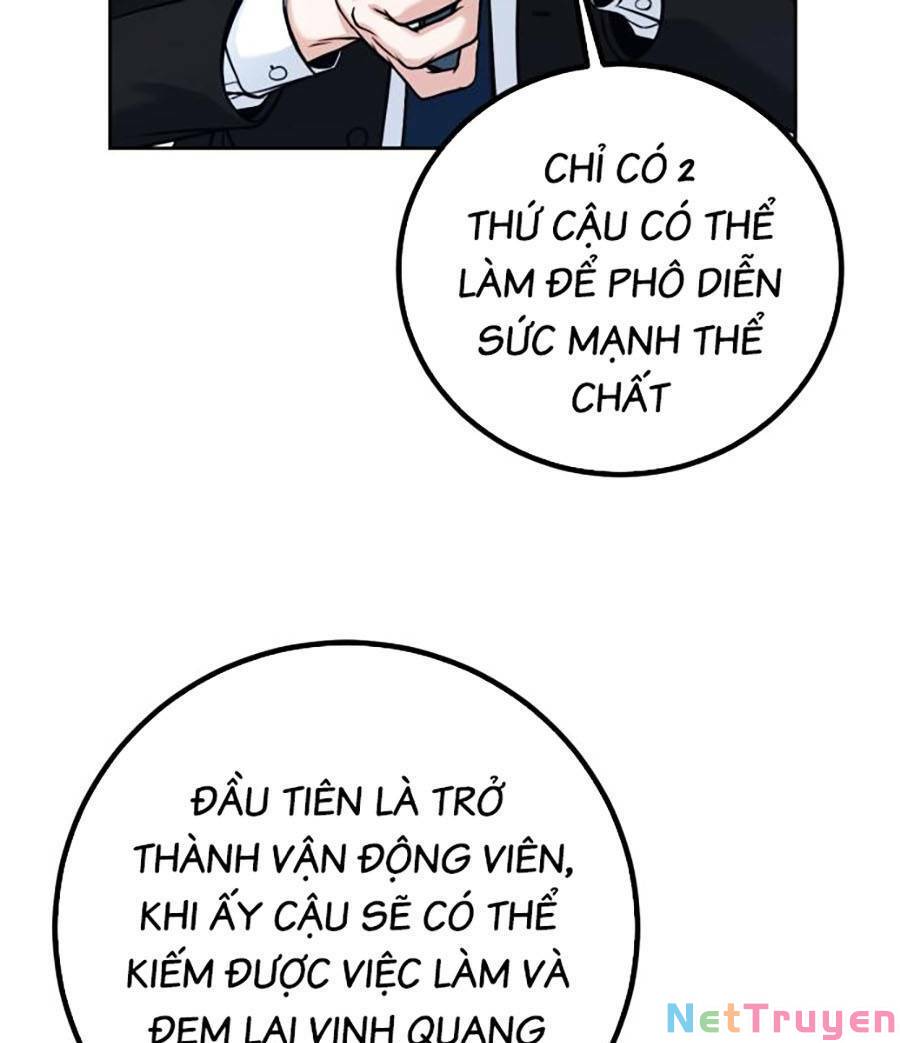 CHỈ CÓ 2
THỨ CẬU CÓ THỂ
LÀM ĐỂ PHÔ DIỄN
SỨC MẠNH THỂ
CHẤT
ĐẦU TIÊN LÀ TRỞ
THÀNH VẬN ĐỘNG VIÊN,
KHI ẤY CẬU SẼ CÓ THỂ
KIẾM ĐƯỢC VIỆC LÀM VÀ
ĐEM LẠI VINH QUANG
NetTruyen